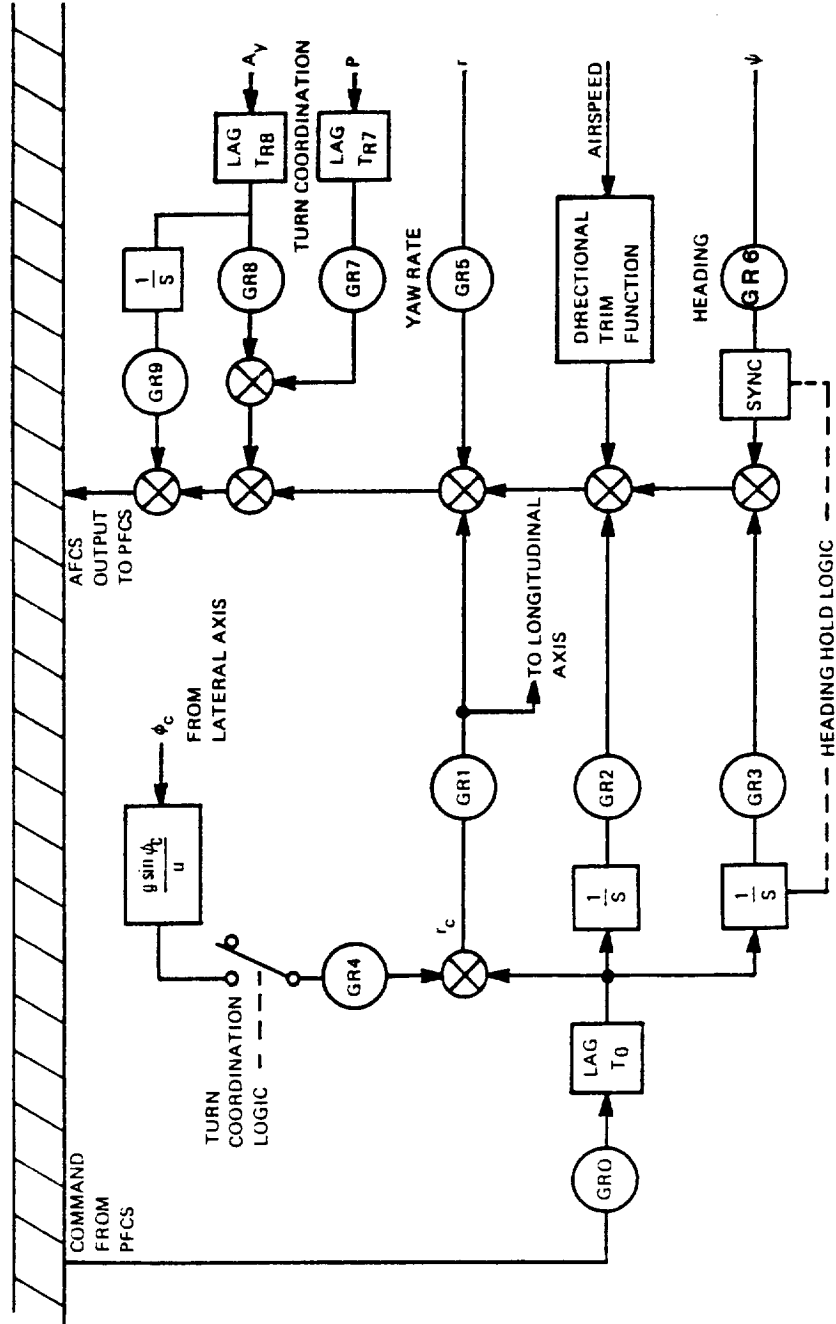 COMMAND
FROM
PFCS
GR0
LAG
T0
TURN
COORDINATION
LOGIC
g sin ϕc
u
ϕc
FROM
LATERAL AXIS
GR4
rc
GR1
TO LONGITUDINAL
AXIS
1
S
GR2
1
S
GR3
HEADING HOLD LOGIC
AFCS
OUTPUT
TO PFCS
GR9
1
S
GR8
LAG
TR8
Ay
TURN COORDINATION
GR7
LAG
TR7
P
YAW RATE
GR5
r
DIRECTIONAL
TRIM
FUNCTION
AIRSPEED
HEADING
SYNC
GR6
ψ